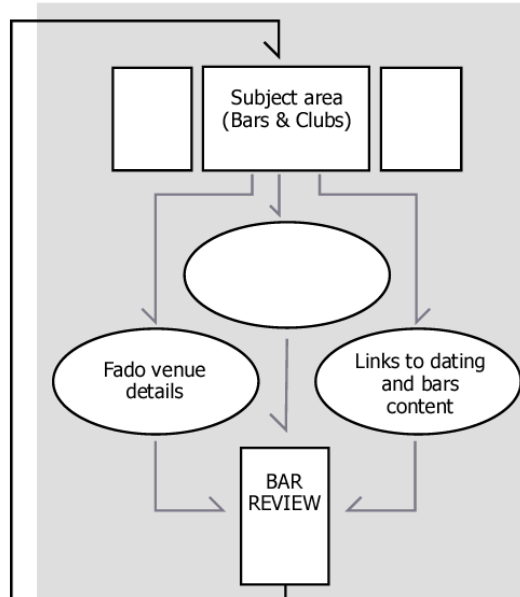 Subject area
(Bars & Clubs)
Fado venue
details
Links to dating
and bars
content
BAR
REVIEW